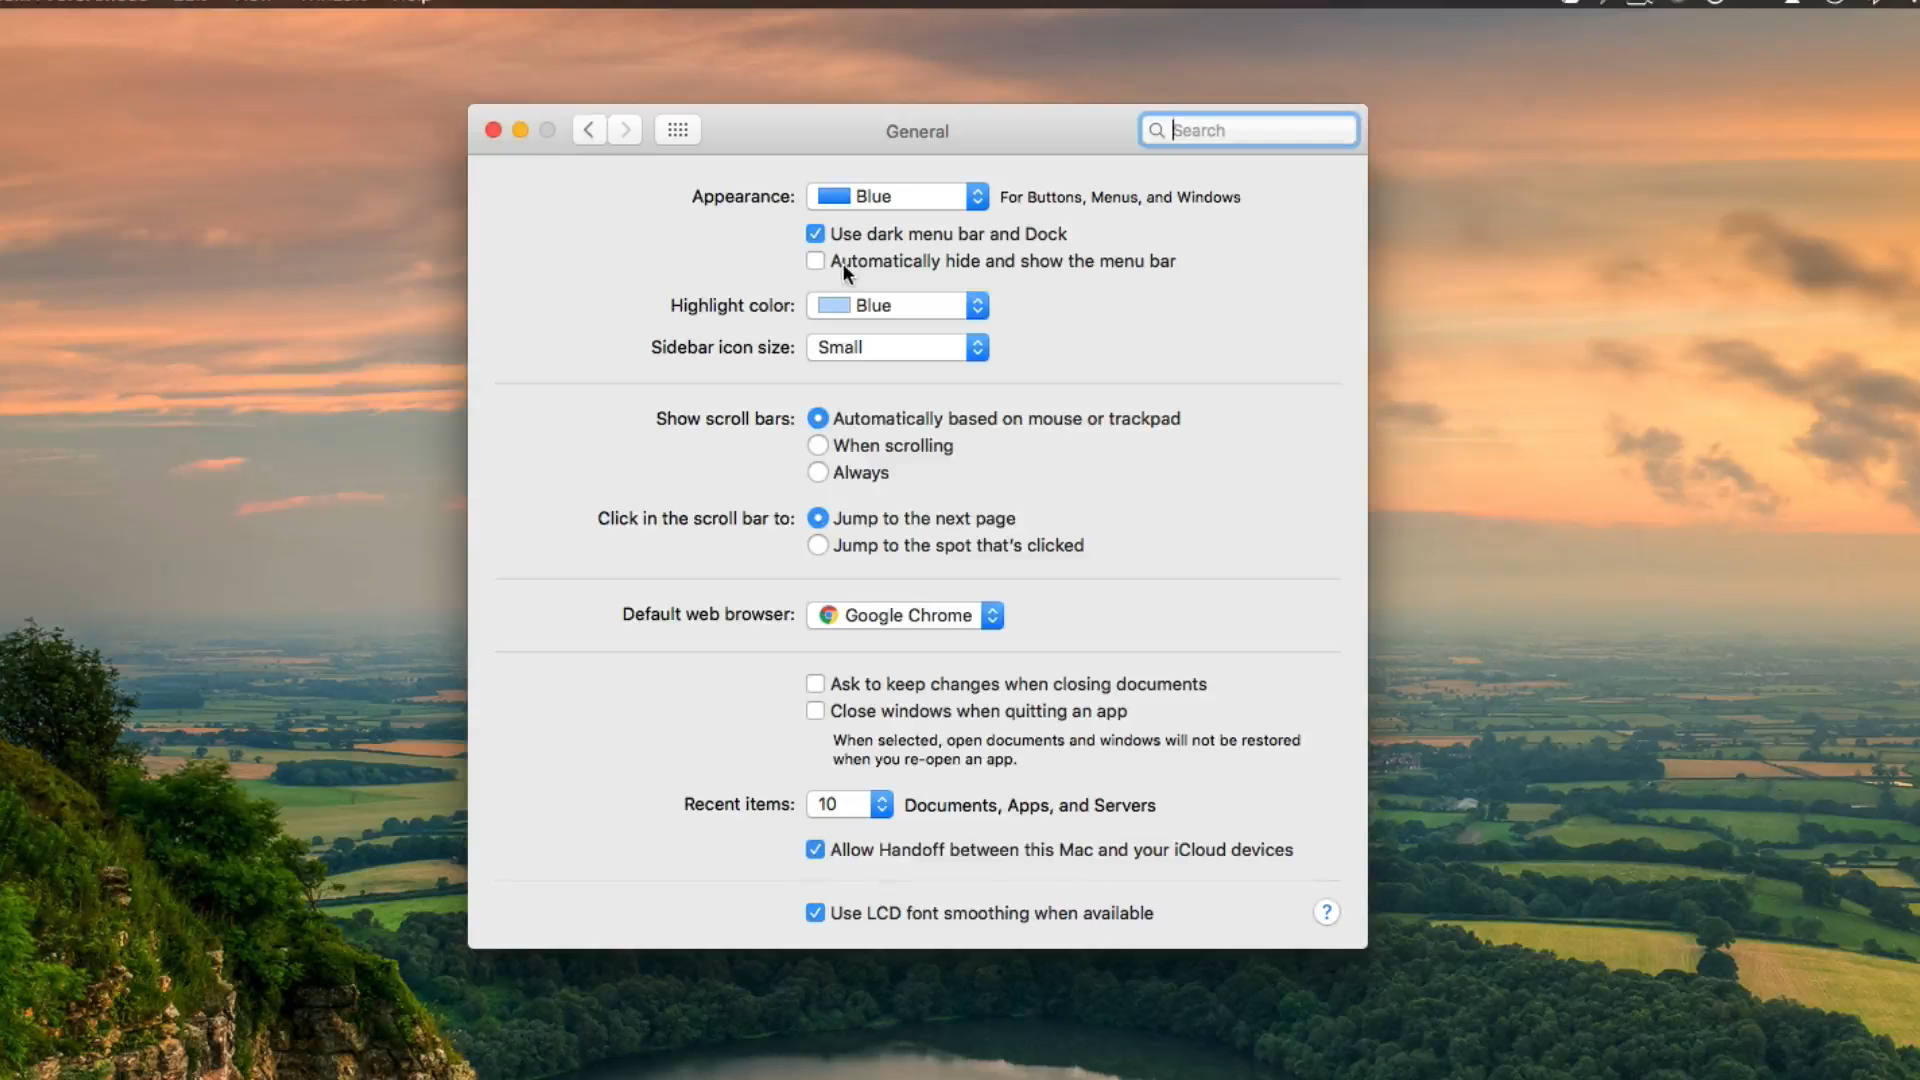 General
Search
Appearance: Blue For Buttons, Menus, and Windows
Use dark menu bar and Dock
Automatically hide and show the menu bar
Highlight color: Blue
Sidebar icon size: Small
Show scroll bars: Automatically based on mouse or trackpad
When scrolling
Always
Click in the scroll bar to: Jump to the next page
Jump to the spot that's clicked
Default web browser: Google Chrome
Ask to keep changes when closing documents
Close windows when quitting an app
When selected, open documents and windows will not be restored
when you re-open an app.
Recent items: 10 Documents, Apps, and Servers
Allow Handoff between this Mac and your iCloud devices
Use LCD font smoothing when available ?